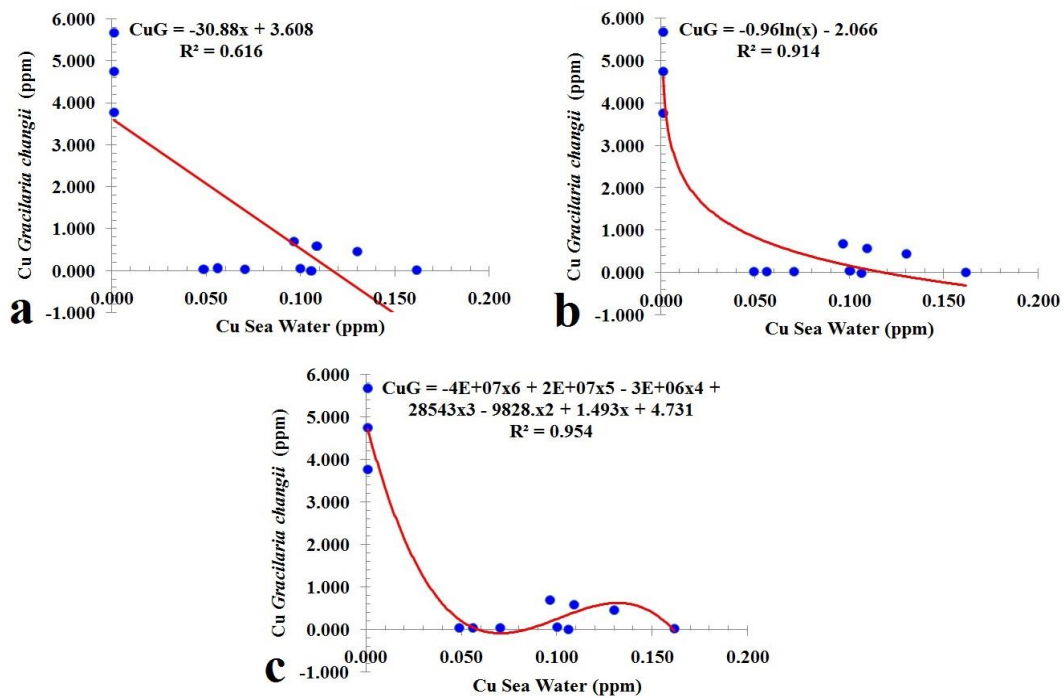 CuG = -30.88x + 3.608
R² = 0.616
6.000
5.000
4.000
3.000
2.000
1.000
0.000
-1.000
0.000
0.050
0.100
0.150
0.200
Cu Gracilaria changii (ppm)
Cu Sea Water (ppm)
a
CuG = -0.96ln(x) - 2.066
R² = 0.914
6.000
5.000
4.000
3.000
2.000
1.000
0.000
-1.000
0.000
0.050
0.100
0.150
0.200
Cu Gracilaria changii (ppm)
Cu Sea Water (ppm)
b
CuG = -4E+07x6 + 2E+07x5 - 3E+06x4 +
28543x3 - 9828.x2 + 1.493x + 4.731
R² = 0.954
6.000
5.000
4.000
3.000
2.000
1.000
0.000
-1.000
0.000
0.050
0.100
0.150
0.200
Cu Gracilaria changii (ppm)
Cu Sea Water (ppm)
c